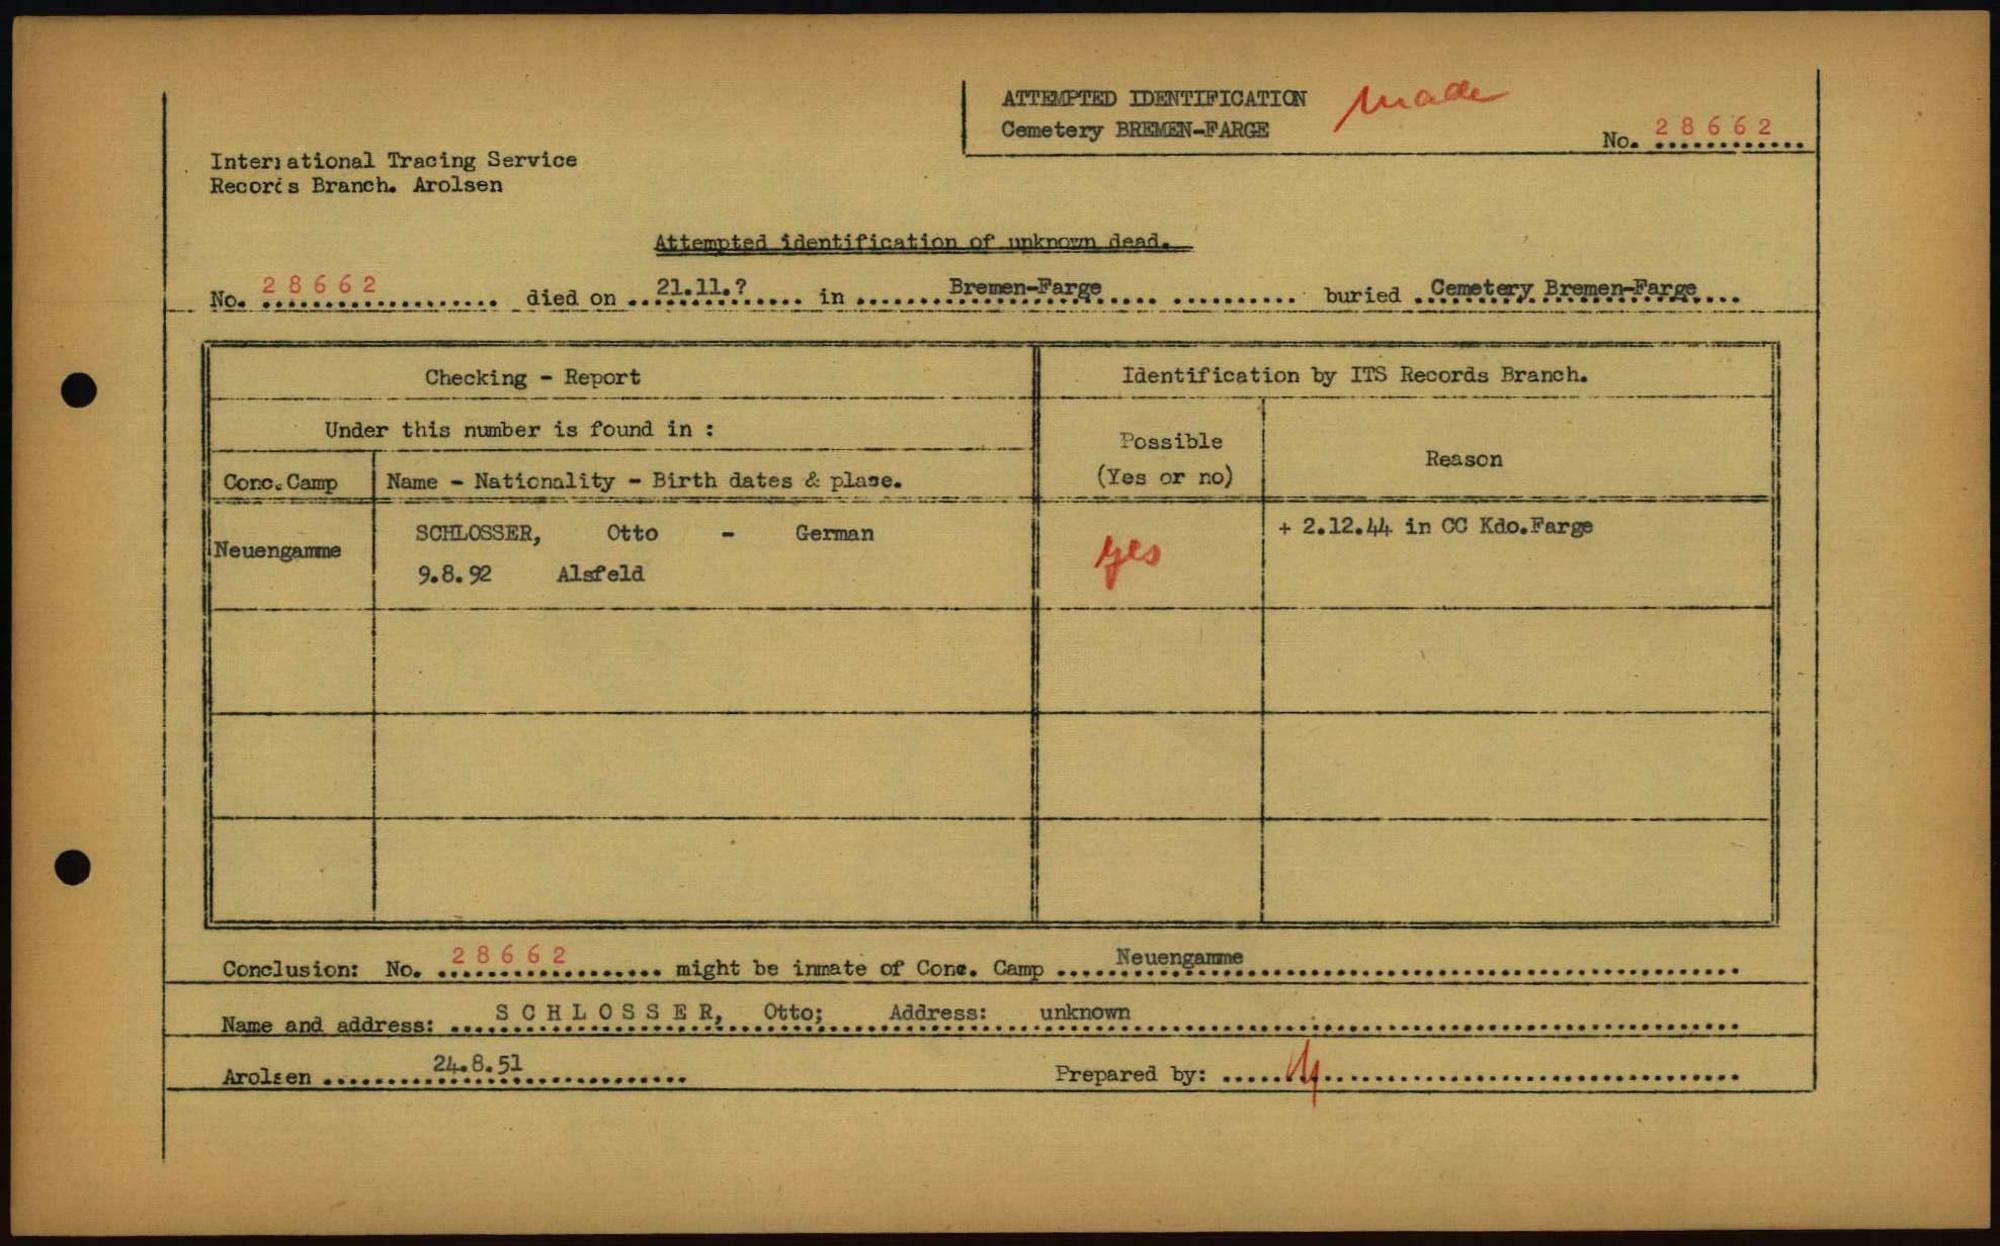 ATTEMPTED IDENTIFICATION made
Cemetery BREMEN-FARGE
No. 28662
International Tracing Service
Records Branch. Arolsen
Attempted identification of unknown dead.
No. 28662 died on 21.11.? in Bremen-Farge buried Cemetery Bremen-Farge
Checking - Report
Identification by ITS Records Branch.
Under this number is found in :
Possible
(Yes or no)
Reason
Conc.Camp
Name - Nationality - Birth dates & plase.
Neuengamme
SCHLOSSER, Otto - German
9.8.92 Alsfeld
yes
+ 2.12.44 in CC Kdo.Farge
Conclusion: No. 28662 might be inmate of Conc. Camp Neuengamme
Name and address: SCHLOSSER, Otto; Address: unknown
Arolsen 24.8.51
Prepared by: